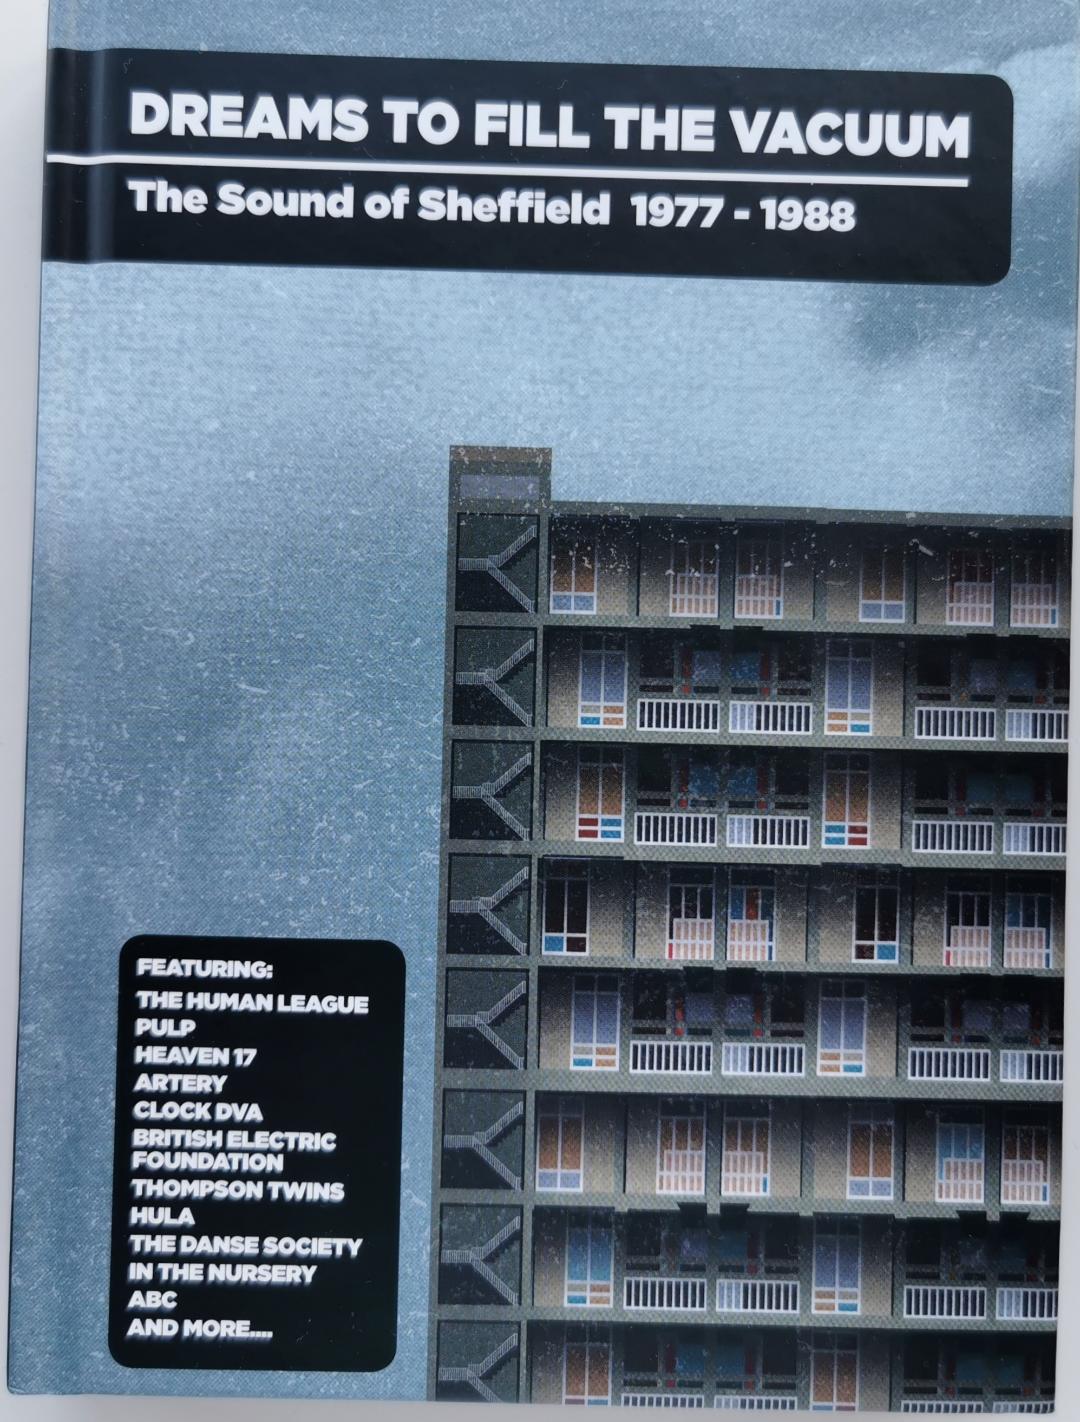 DREAMS TO FILL THE VACUUM
The Sound of Sheffield 1977 - 1988
FEATURING:
THE HUMAN LEAGUE
PULP
HEAVEN 17
ARTERY
CLOCK DVA
BRITISH ELECTRIC
FOUNDATION
THOMPSON TWINS
HULA
THE DANSE SOCIETY
IN THE NURSERY
ABC
AND MORE....